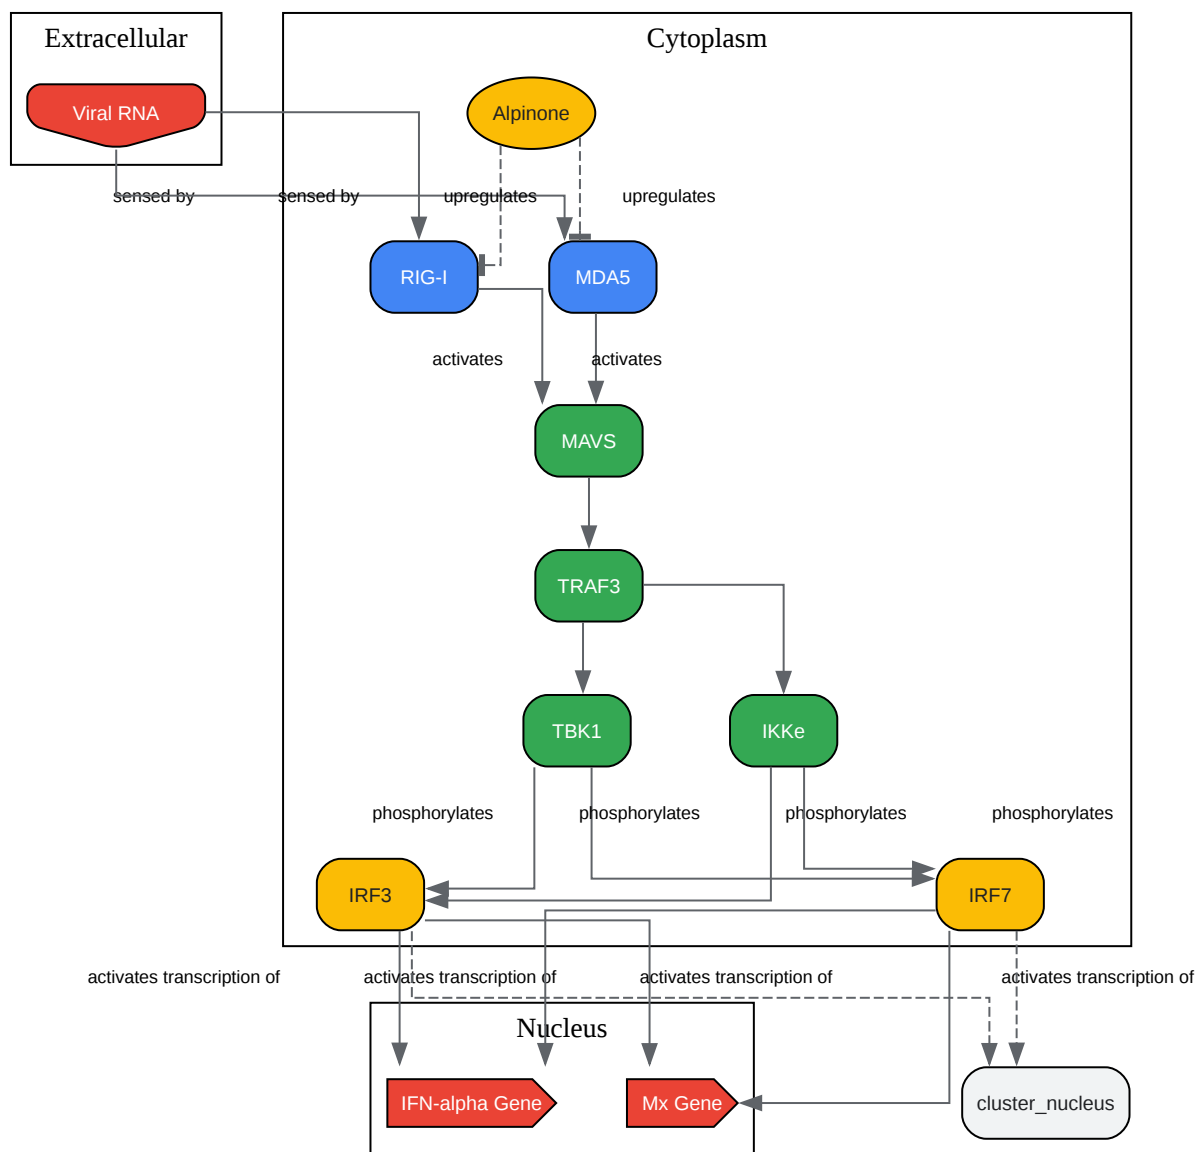 Extracellular
Cytoplasm
Viral RNA
Alpinone
sensed by
sensed by
upregulates
upregulates
RIG-I
MDA5
activates
activates
MAVS
TRAF3
TBK1
IKKe
phosphorylates
phosphorylates
phosphorylates
phosphorylates
IRF3
IRF7
activates transcription of
activates transcription of
activates transcription of
activates transcription of
Nucleus
IFN-alpha Gene
Mx Gene
cluster_nucleus